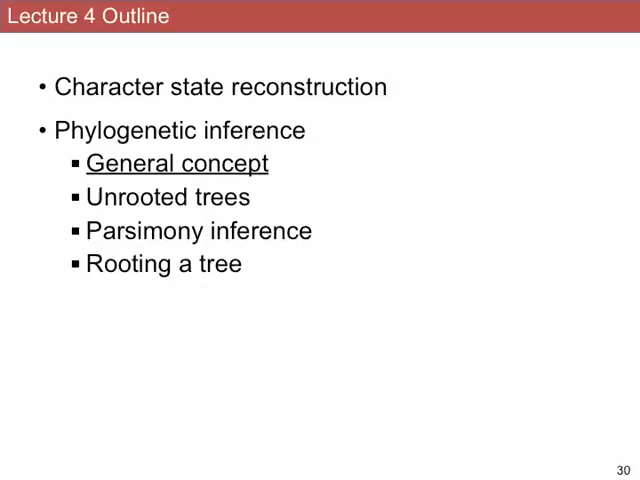 Lecture 4 Outline
• Character state reconstruction
• Phylogenetic inference
▪ General concept
▪ Unrooted trees
▪ Parsimony inference
▪ Rooting a tree
30